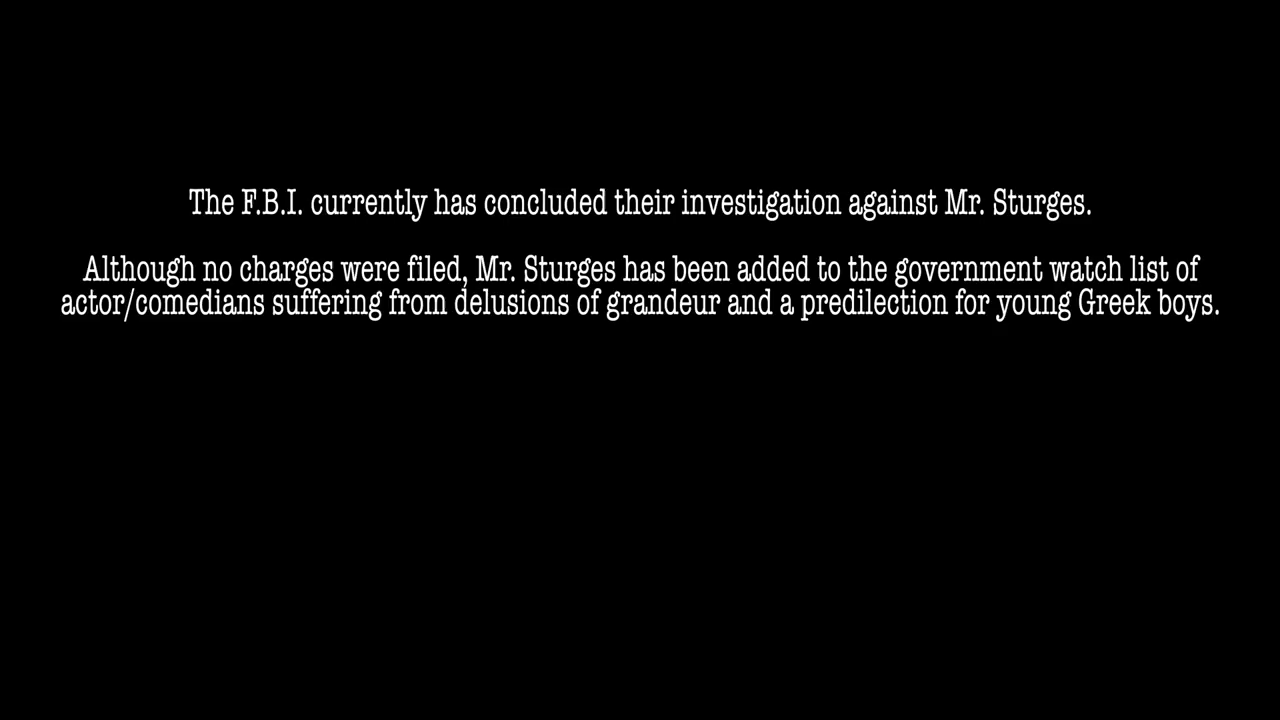 The F.B.I. currently has concluded their investigation against Mr. Sturges.
Although no charges were filed, Mr. Sturges has been added to the government watch list of
actor/comedians suffering from delusions of grandeur and a predilection for young Greek boys.